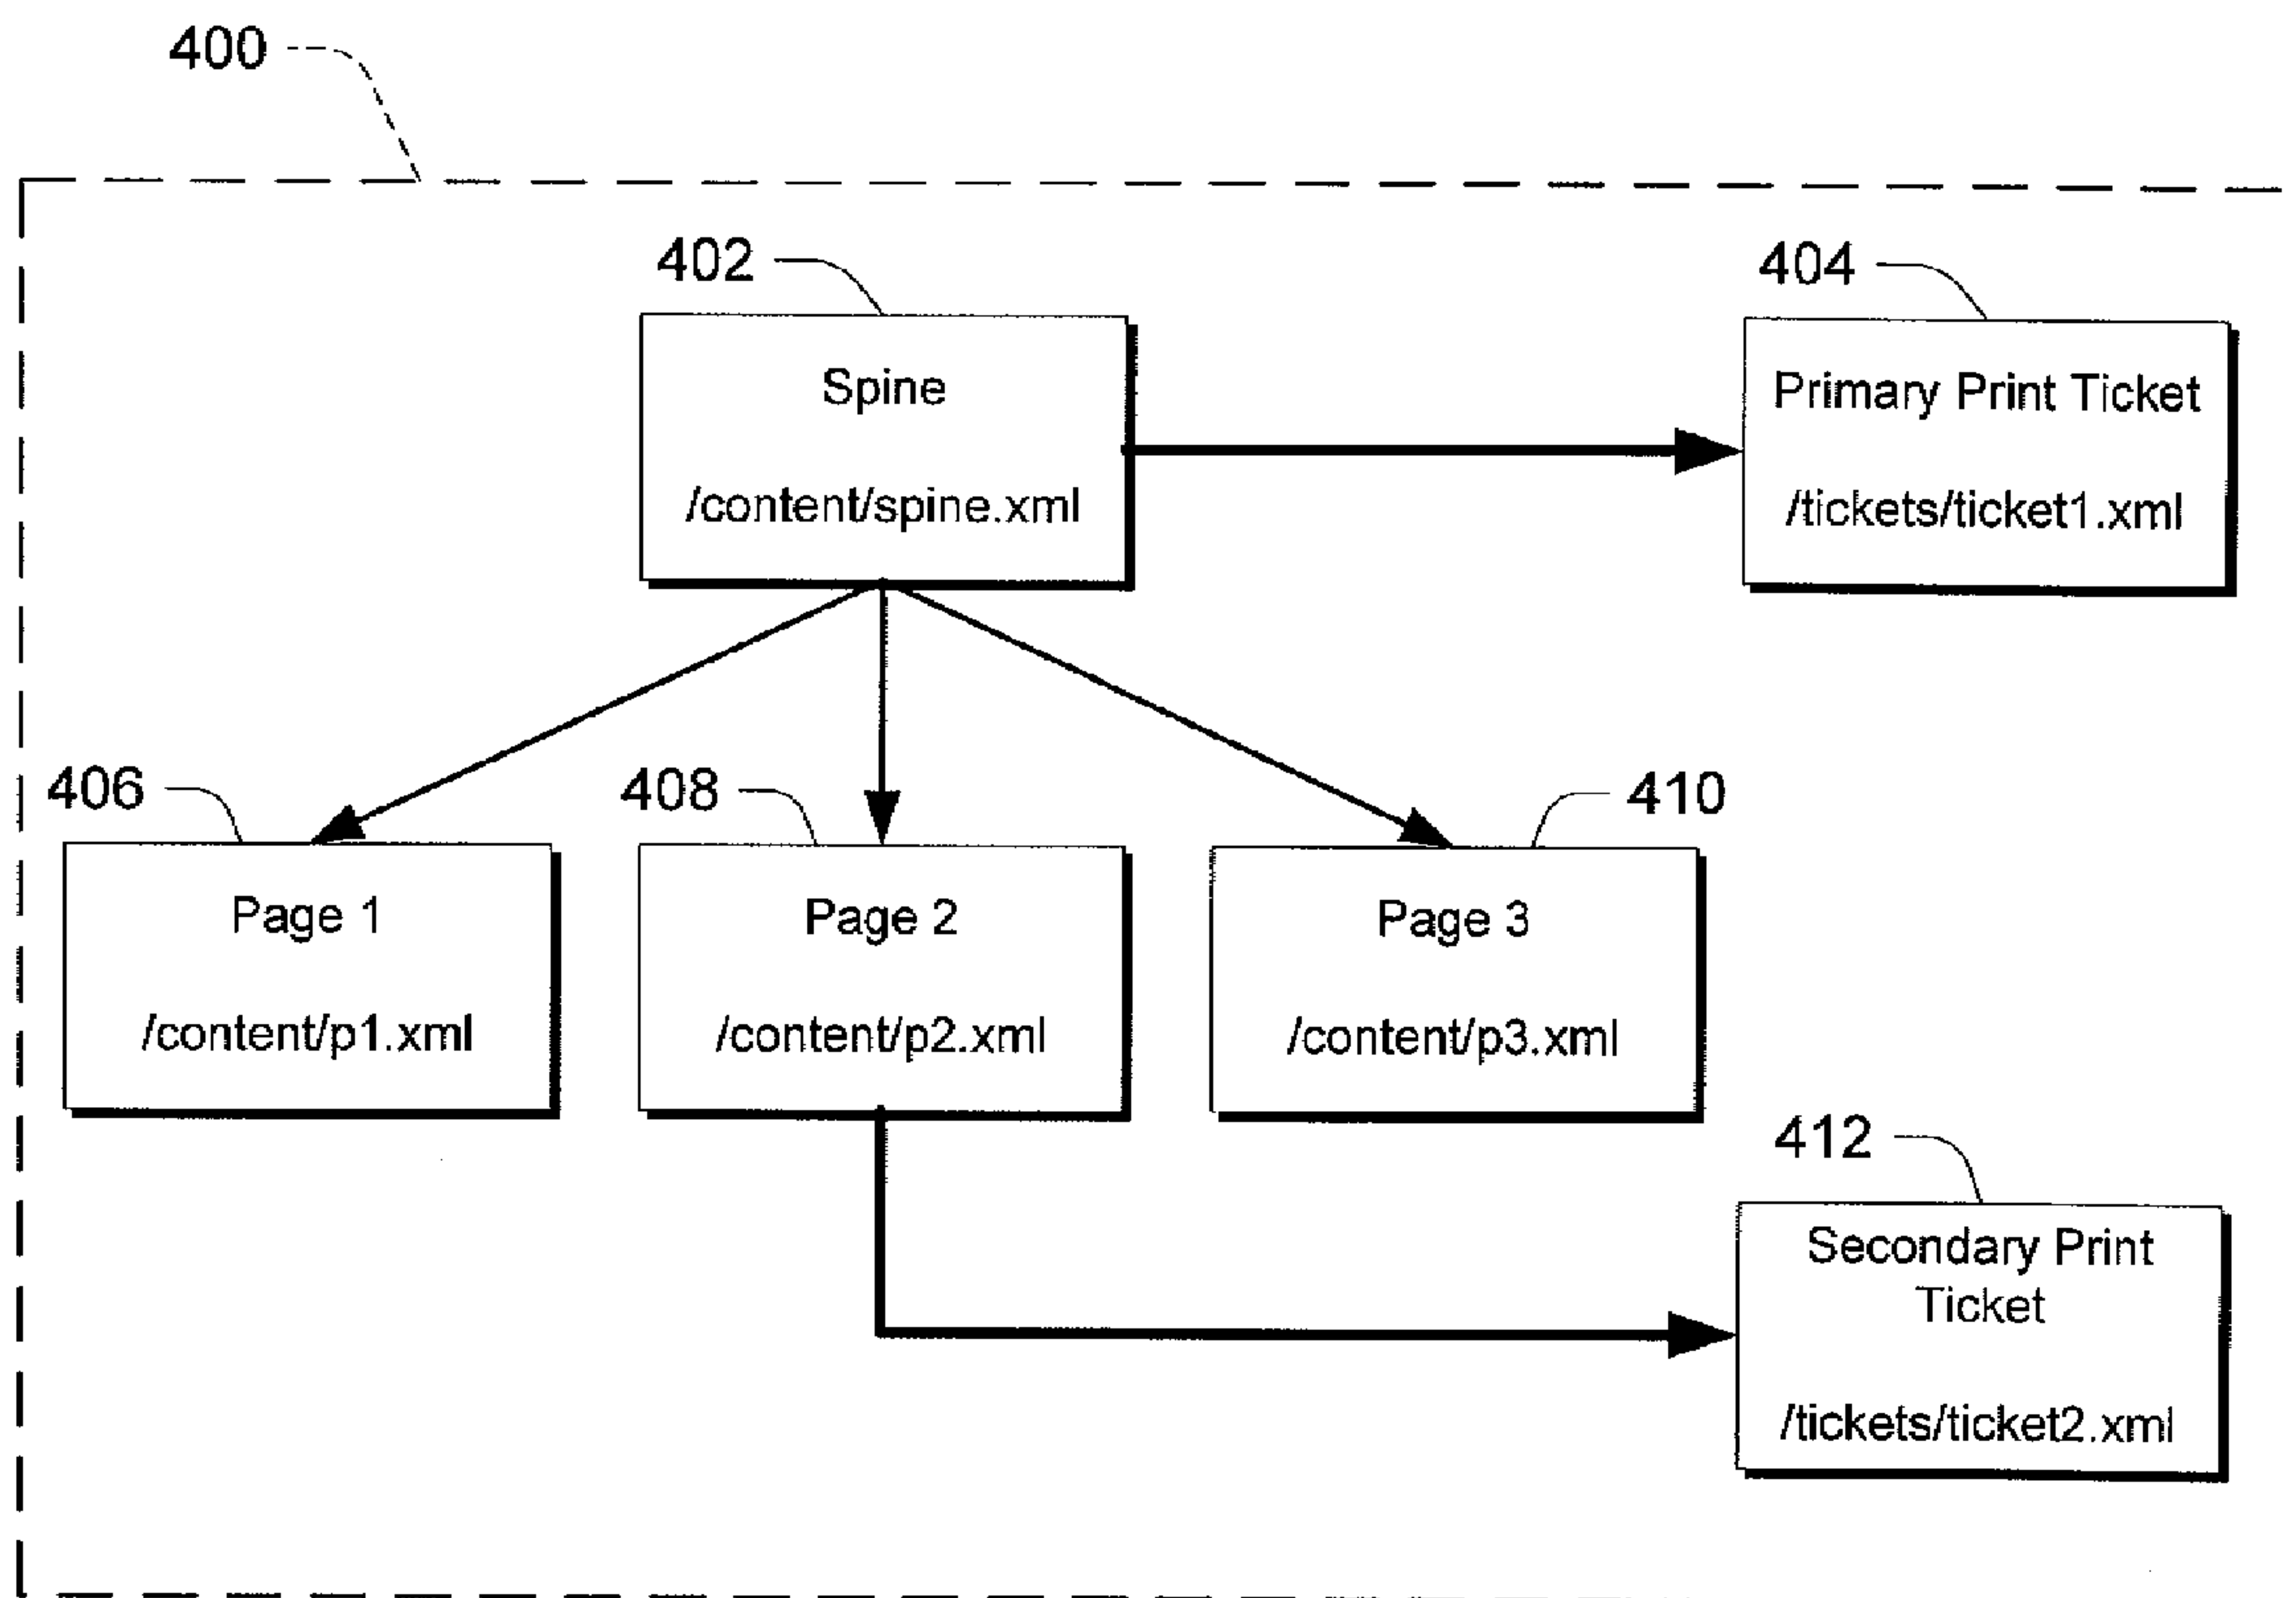 400
402
404
Spine
/content/spine.xml
Primary Print Ticket
/tickets/ticket1.xml
406
408
410
Page 1
/content/p1.xml
Page 2
/content/p2.xml
Page 3
/content/p3.xml
412
Secondary Print
Ticket
/tickets/ticket2.xml